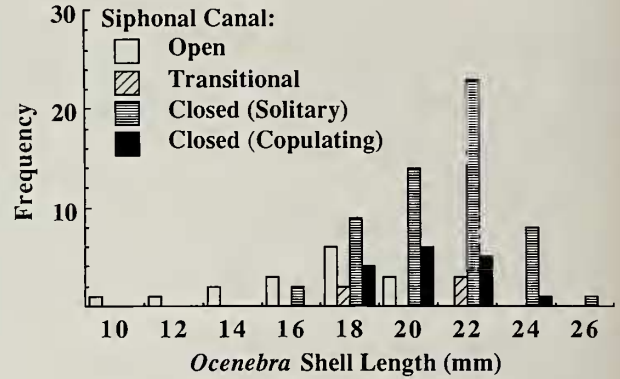 30
Siphonal Canal:
Open
Transitional
20
Closed (Solitary)
Closed (Copulating)
Frequency
10
10 12 14 16 18 20 22 24 26
Ocenebra Shell Length (mm)